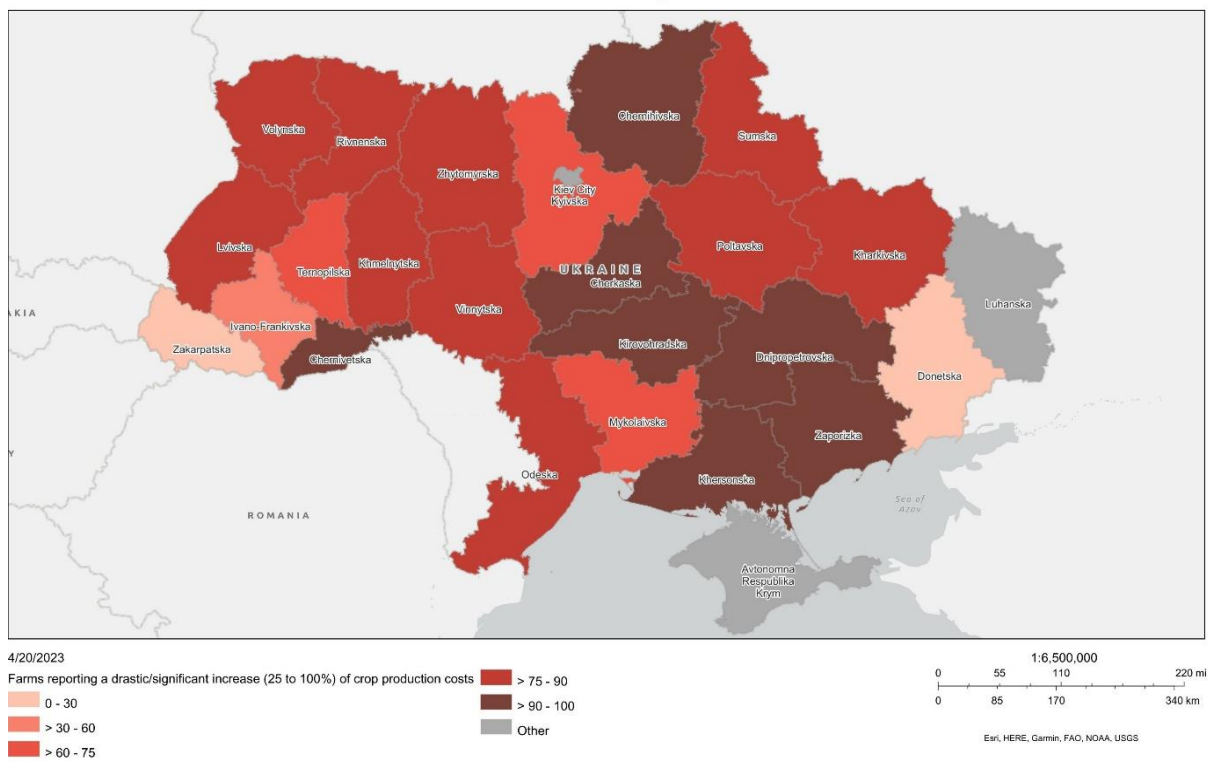 Chernihivska
Sumska
Volynska
Rivnenska
Zhytomyrska
Kiev City
Kyivska
Lvivska
Ternopilska
Khmelnytska
Poltavska
Kharkivska
UKRAINE
Cherkaska
Luhanska
Vinnytska
AKIA
Ivano-Frankivska
Zakarpatska
Chernivetska
Kirovohradska
Dnipropetrovska
Donetska
Mykolaivska
Zaporizka
Y
Odeska
Khersonska
Sea of
Azov
ROMANIA
Avtonomna
Respublika
Krym
4/20/2023
Farms reporting a drastic/significant increase (25 to 100%) of crop production costs
0 - 30
> 30 - 60
> 60 - 75
> 75 - 90
> 90 - 100
Other
1:6,500,000
0 55 110 220 mi
0 85 170 340 km
Esri, HERE, Garmin, FAO, NOAA, USGS